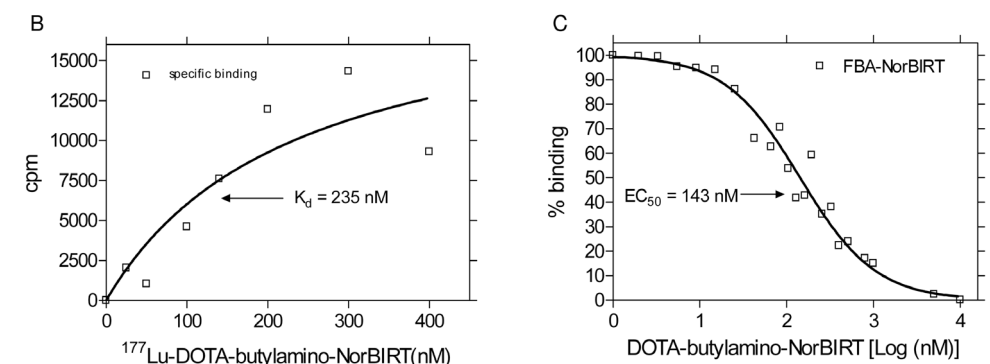 B
15000
12500
10000
7500
5000
2500
0
cpm
specific binding
Kd = 235 nM
0 100 200 300 400
177Lu-DOTA-butylamino-NorBIRT(nM)
C
100
90
80
70
60
50
40
30
20
10
0
% binding
FBA-NorBIRT
EC50 = 143 nM
0 1 2 3 4
DOTA-butylamino-NorBIRT [Log (nM)]